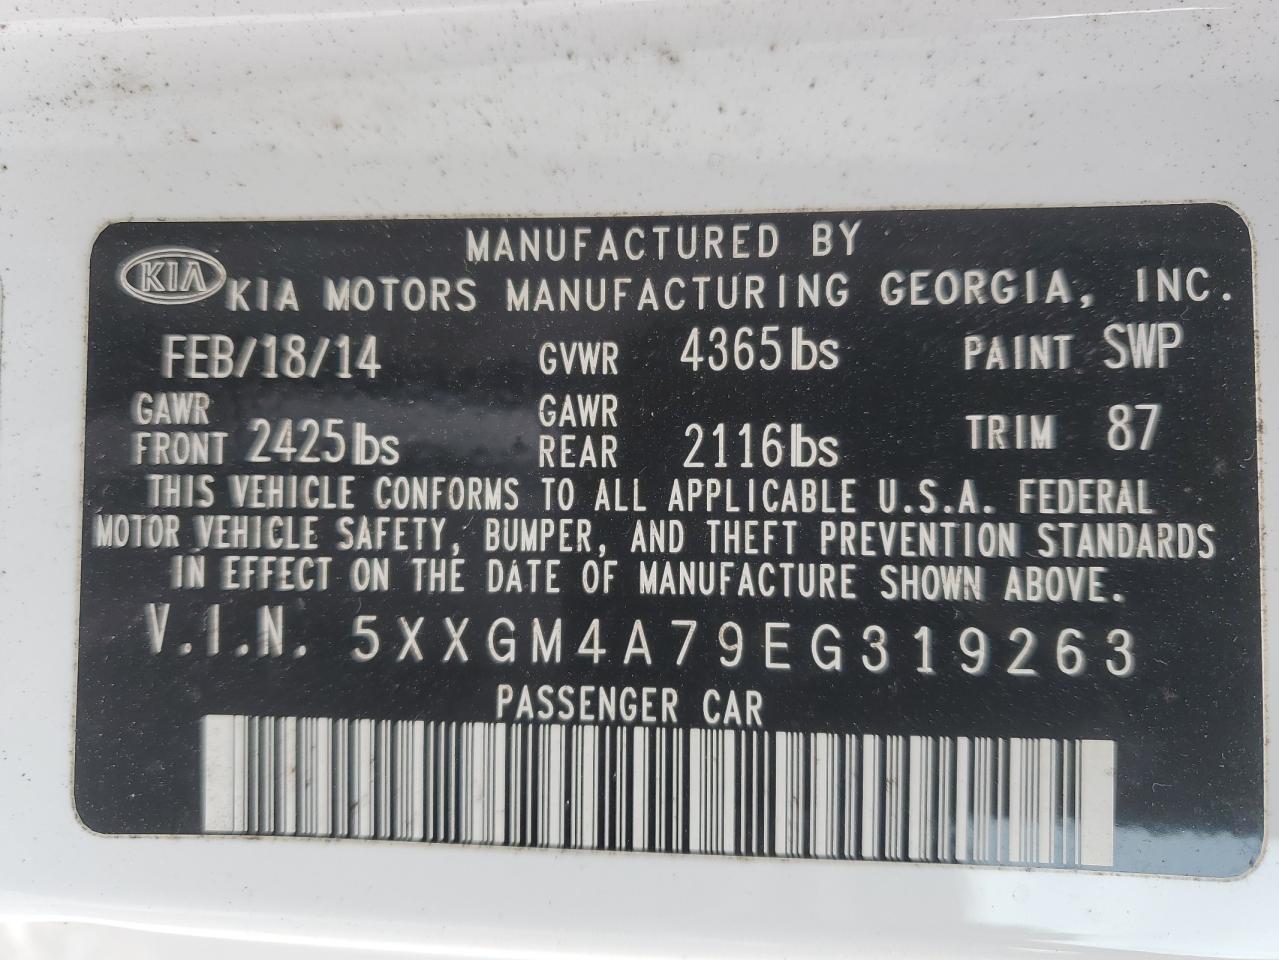 MANUFACTURED BY
KIA KIA MOTORS MANUFACTURING GEORGIA, INC.
FEB/18/14 GVWR 4365lbs PAINT SWP
GAWR FRONT 2425lbs GAWR REAR 2116lbs TRIM 87
THIS VEHICLE CONFORMS TO ALL APPLICABLE U.S.A. FEDERAL
MOTOR VEHICLE SAFETY, BUMPER, AND THEFT PREVENTION STANDARDS
IN EFFECT ON THE DATE OF MANUFACTURE SHOWN ABOVE.
V.I.N. 5XXGM4A79EG319263
PASSENGER CAR